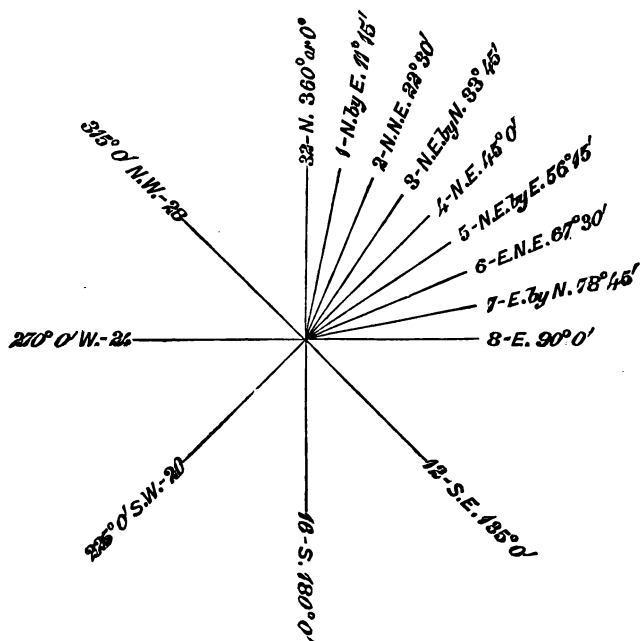 32-N. 360° or 0°
1-N. by E. 11° 15'
2-N.N.E. 22° 30'
3-N.E. by N. 33° 45'
4-N.E. 45° 0'
5-N.E. by E. 56° 15'
6-E.N.E. 67° 30'
7-E. by N. 78° 45'
8-E. 90° 0'
12-S.E. 135° 0'
16-S. 180° 0'
225° 0' S.W.-20
270° 0' W.-24
315° 0' N.W.-28